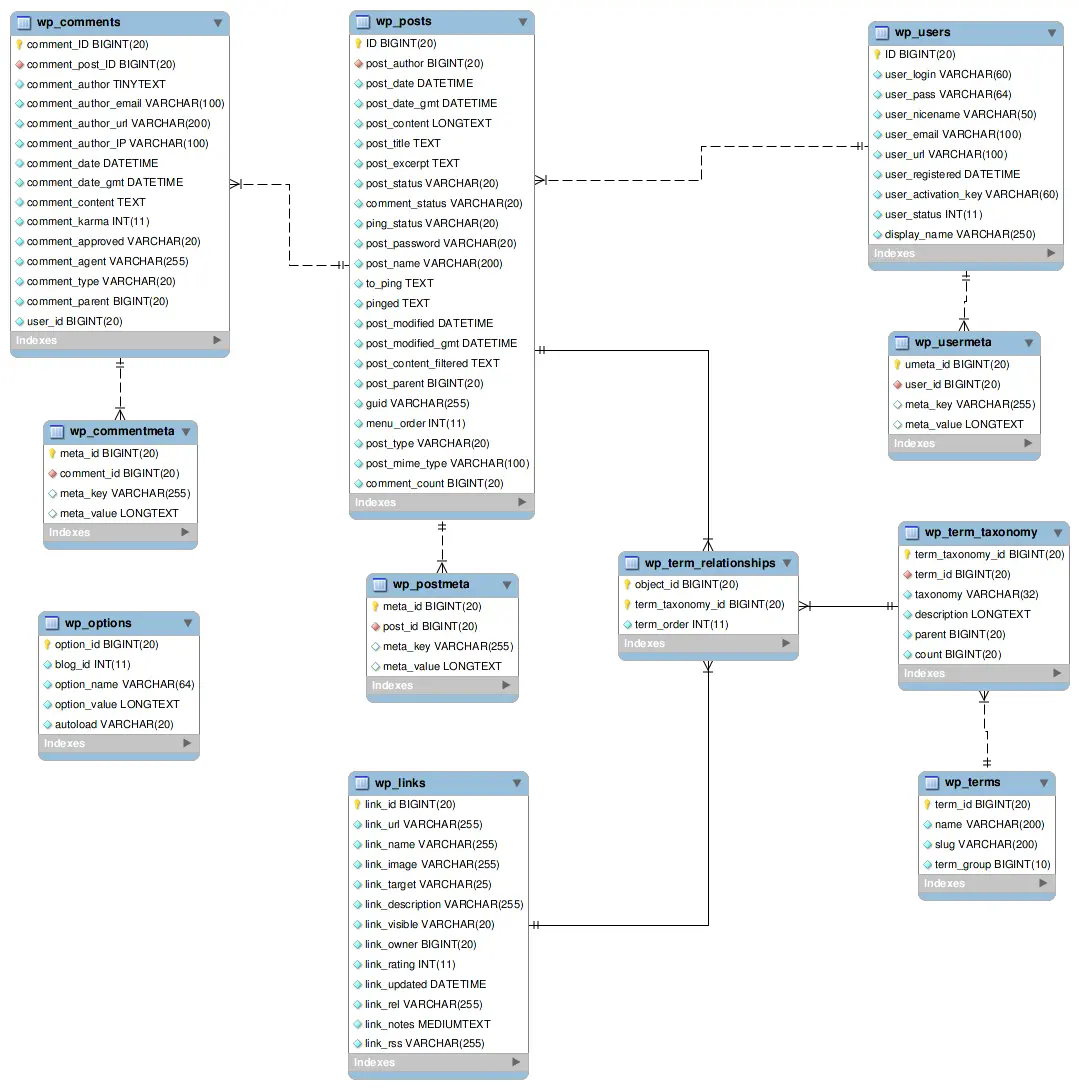 wp_comments
comment_ID BIGINT(20)
comment_post_ID BIGINT(20)
comment_author TINYTEXT
comment_author_email VARCHAR(100)
comment_author_url VARCHAR(200)
comment_author_IP VARCHAR(100)
comment_date DATETIME
comment_date_gmt DATETIME
comment_content TEXT
comment_karma INT(11)
comment_approved VARCHAR(20)
comment_agent VARCHAR(255)
comment_type VARCHAR(20)
comment_parent BIGINT(20)
user_id BIGINT(20)
Indexes
wp_posts
ID BIGINT(20)
post_author BIGINT(20)
post_date DATETIME
post_date_gmt DATETIME
post_content LONGTEXT
post_title TEXT
post_excerpt TEXT
post_status VARCHAR(20)
comment_status VARCHAR(20)
ping_status VARCHAR(20)
post_password VARCHAR(20)
post_name VARCHAR(200)
to_ping TEXT
pinged TEXT
post_modified DATETIME
post_modified_gmt DATETIME
post_content_filtered TEXT
post_parent BIGINT(20)
guid VARCHAR(255)
menu_order INT(11)
post_type VARCHAR(20)
post_mime_type VARCHAR(100)
comment_count BIGINT(20)
Indexes
wp_users
ID BIGINT(20)
user_login VARCHAR(60)
user_pass VARCHAR(64)
user_nicename VARCHAR(50)
user_email VARCHAR(100)
user_url VARCHAR(100)
user_registered DATETIME
user_activation_key VARCHAR(60)
user_status INT(11)
display_name VARCHAR(250)
Indexes
wp_usermeta
umeta_id BIGINT(20)
user_id BIGINT(20)
meta_key VARCHAR(255)
meta_value LONGTEXT
Indexes
wp_commentmeta
meta_id BIGINT(20)
comment_id BIGINT(20)
meta_key VARCHAR(255)
meta_value LONGTEXT
Indexes
wp_postmeta
meta_id BIGINT(20)
post_id BIGINT(20)
meta_key VARCHAR(255)
meta_value LONGTEXT
Indexes
wp_term_relationships
object_id BIGINT(20)
term_taxonomy_id BIGINT(20)
term_order INT(11)
Indexes
wp_term_taxonomy
term_taxonomy_id BIGINT(20)
term_id BIGINT(20)
taxonomy VARCHAR(32)
description LONGTEXT
parent BIGINT(20)
count BIGINT(20)
Indexes
wp_options
option_id BIGINT(20)
blog_id INT(11)
option_name VARCHAR(64)
option_value LONGTEXT
autoload VARCHAR(20)
Indexes
wp_links
link_id BIGINT(20)
link_url VARCHAR(255)
link_name VARCHAR(255)
link_image VARCHAR(255)
link_target VARCHAR(25)
link_description VARCHAR(255)
link_visible VARCHAR(20)
link_owner BIGINT(20)
link_rating INT(11)
link_updated DATETIME
link_rel VARCHAR(255)
link_notes MEDIUMTEXT
link_rss VARCHAR(255)
Indexes
wp_terms
term_id BIGINT(20)
name VARCHAR(200)
slug VARCHAR(200)
term_group BIGINT(10)
Indexes